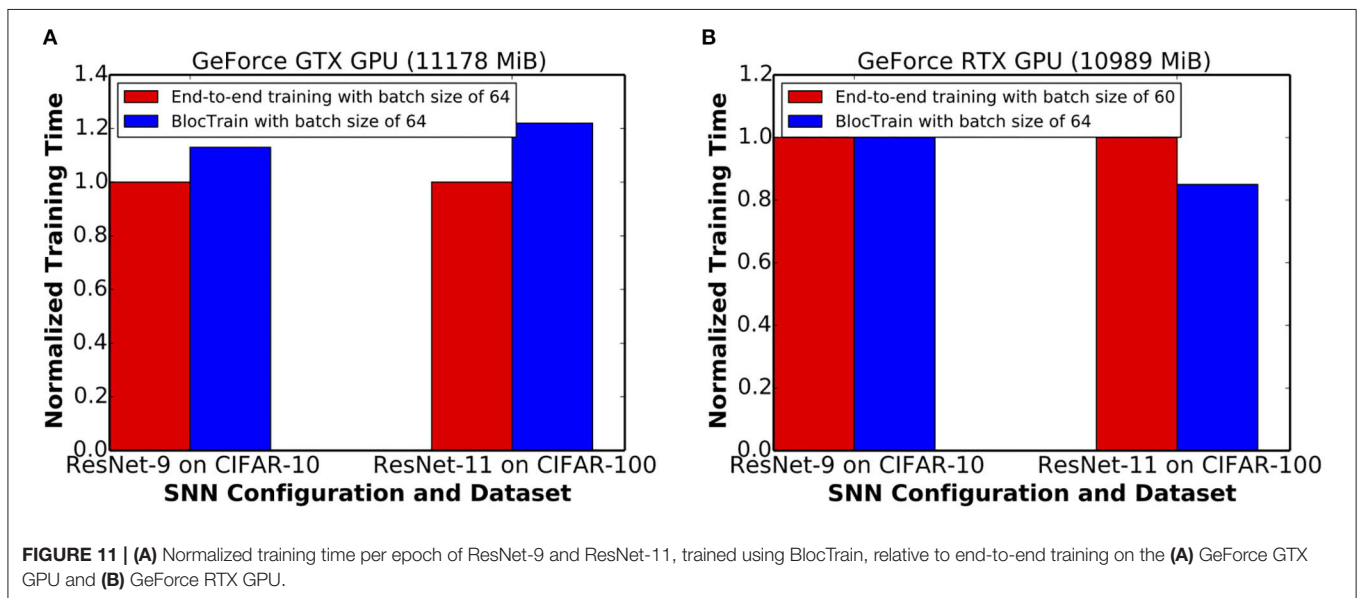 A
GeForce GTX GPU (11178 MiB)
1.4
1.2
1.0
0.8
0.6
0.4
0.2
0.0
Normalized Training Time
End-to-end training with batch size of 64
BlocTrain with batch size of 64
ResNet-9 on CIFAR-10
ResNet-11 on CIFAR-100
SNN Configuration and Dataset
B
GeForce RTX GPU (10989 MiB)
1.2
1.0
0.8
0.6
0.4
0.2
0.0
Normalized Training Time
End-to-end training with batch size of 60
BlocTrain with batch size of 64
ResNet-9 on CIFAR-10
ResNet-11 on CIFAR-100
SNN Configuration and Dataset
FIGURE 11 | (A) Normalized training time per epoch of ResNet-9 and ResNet-11, trained using BlocTrain, relative to end-to-end training on the (A) GeForce GTX
GPU and (B) GeForce RTX GPU.